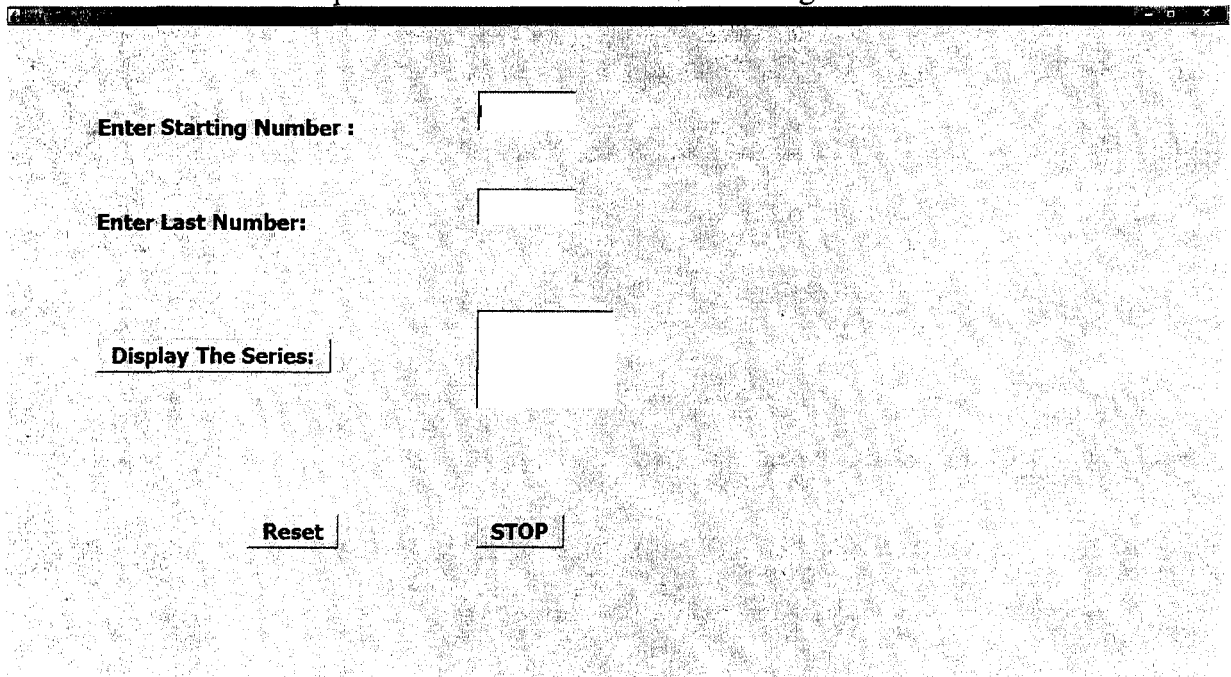 Enter Starting Number :
Enter Last Number:
Display The Series:
Reset
STOP